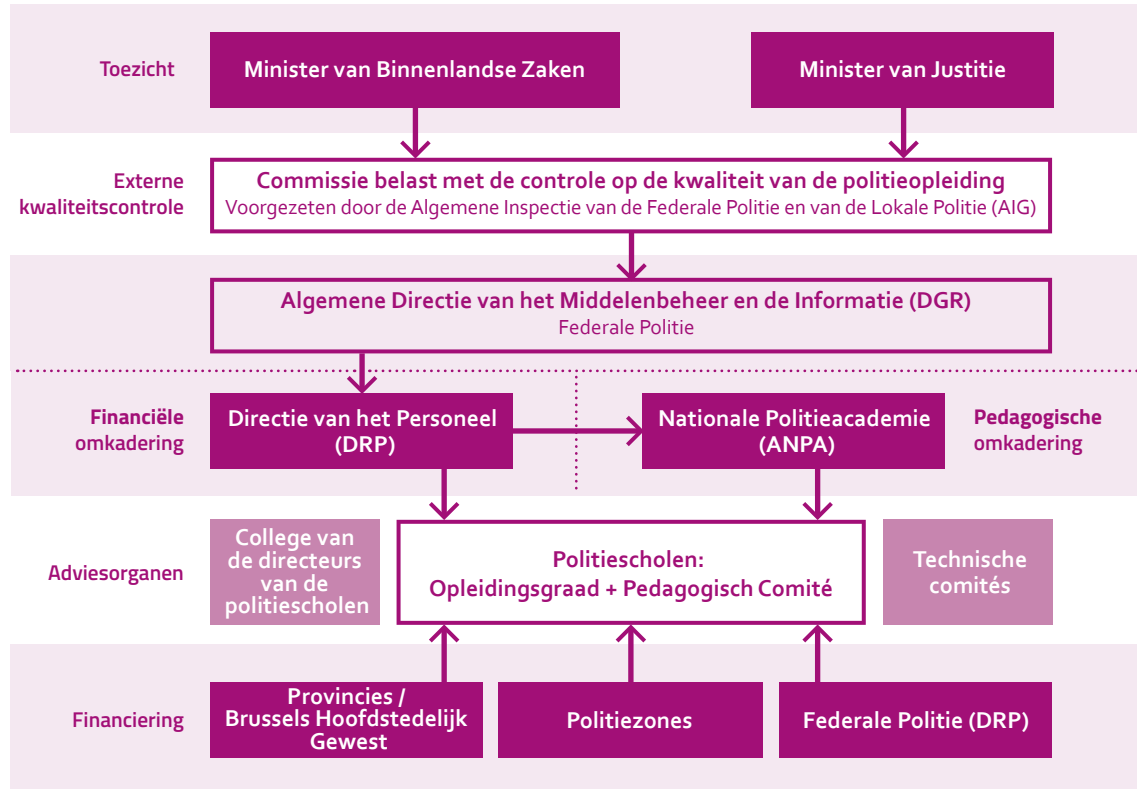 Toezicht
Minister van Binnenlandse Zaken
Minister van Justitie
Externe
kwaliteitscontrole
Commissie belast met de controle op de kwaliteit van de politieopleiding
Voorgezeten door de Algemene Inspectie van de Federale Politie en van de Lokale Politie (AIG)
Algemene Directie van het Middelenbeheer en de Informatie (DGR)
Federale Politie
Financiële
omkadering
Directie van het Personeel
(DRP)
Nationale Politieacademie
(ANPA)
Pedagogische
omkadering
Adviesorganen
College van
de directeurs
van de
politiescholen
Politiescholen:
Opleidingsgraad + Pedagogisch Comité
Technische
comités
Financiering
Provincies /
Brussels Hoofdstedelijk
Gewest
Politiezones
Federale Politie (DRP)